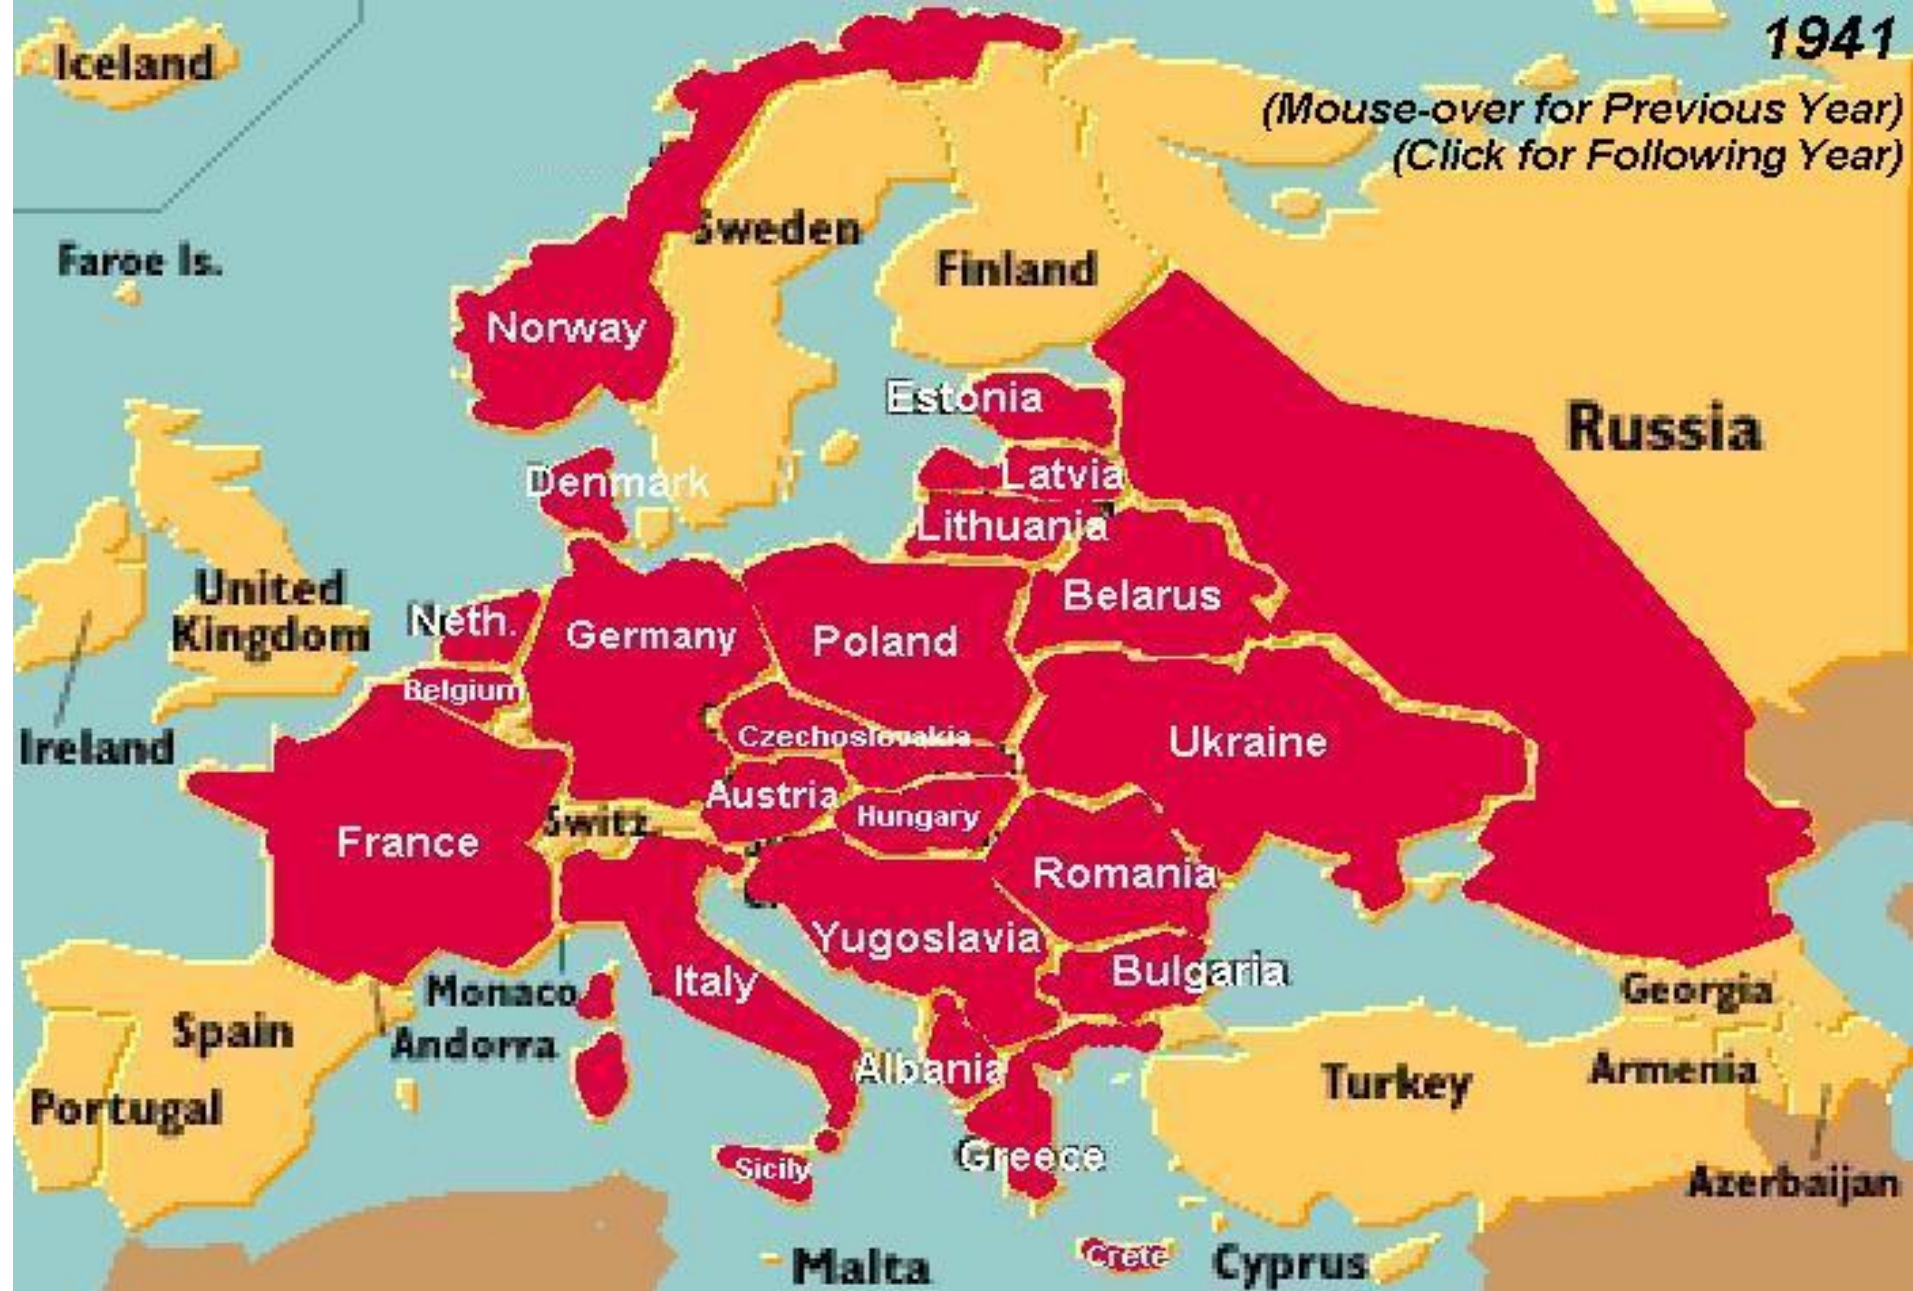 1941
Iceland
(Mouse-over for Previous Year)
(Click for Following Year)
Sweden
Faroe Is.
Finland
Norway
Estonia
Russia
Latvia
Denmark
Lithuania
United
Kingdom
Neth.
Germany
Poland
Belarus
Belgium
Ireland
Czechoslovakia
Ukraine
Austria
Switz.
Hungary
France
Romania
Yugoslavia
Bulgaria
Italy
Monaco
Georgia
Spain
Andorra
Albania
Armenia
Turkey
Portugal
Greece
Sicily
Azerbaijan
Crete
Cyprus
Malta